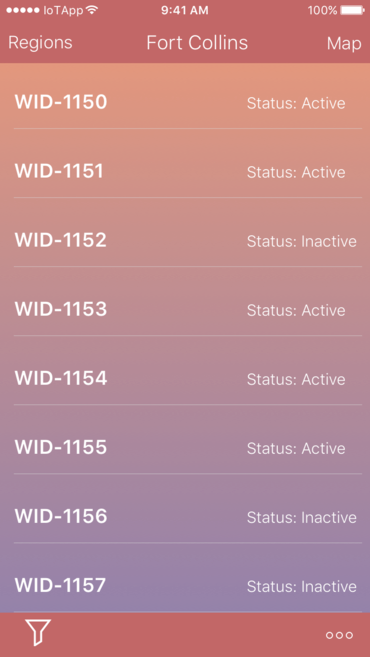 IoTApp 9:41 AM 100%
Regions Fort Collins Map
WID-1150 Status: Active
WID-1151 Status: Active
WID-1152 Status: Inactive
WID-1153 Status: Active
WID-1154 Status: Active
WID-1155 Status: Active
WID-1156 Status: Inactive
WID-1157 Status: Inactive